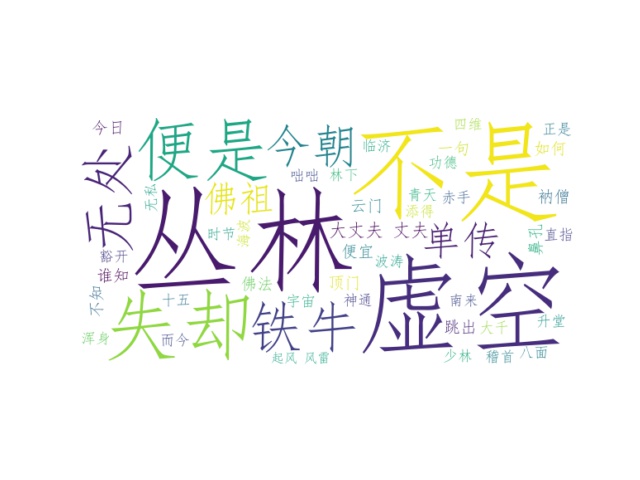 今日
便是
今朝
临济
不是
四维
正是
一句
如何
功德
无处
无私
咄咄
林下
佛祖
丛林
海波
云门
青天
赤手
衲僧
添得
时节
大丈夫
丈夫
单传
鼻孔
直指
豁开
谁知
便宜
波涛
顶门
虚空
佛法
不知
十五
失却
宇宙
神通
南来
铁牛
跳出
大千
升堂
浑身
而今
起风
风雷
少林
稽首
八面